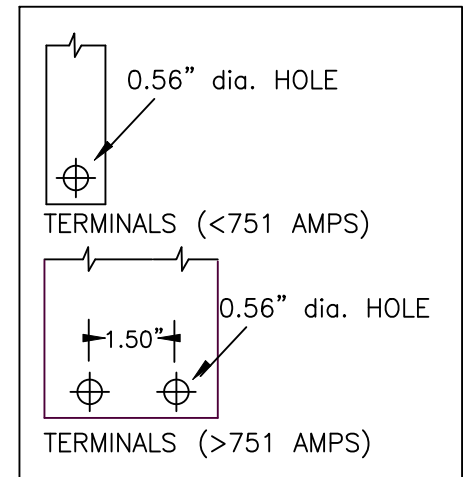 0.56” dia. HOLE
TERMINALS (<751 AMPS)
0.56” dia. HOLE
1.50”
TERMINALS (>751 AMPS)